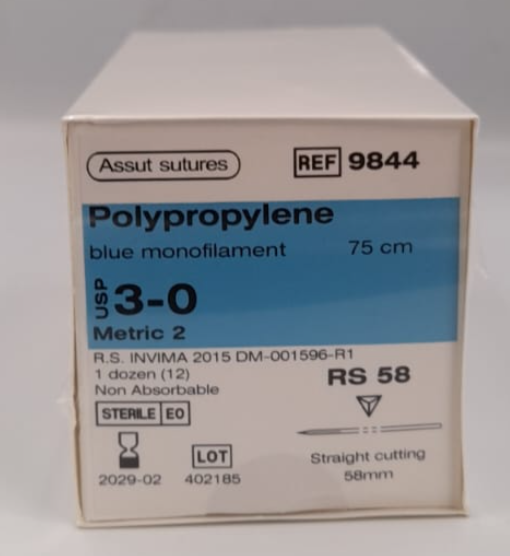 Assut sutures REF 9844
Polypropylene
blue monofilament 75 cm
USP 3-0
Metric 2
R.S. INVIMA 2015 DM-001596-R1
1 dozen (12) RS 58
Non Absorbable
STERILE EO
LOT Straight cutting
2029-02 402185 58mm